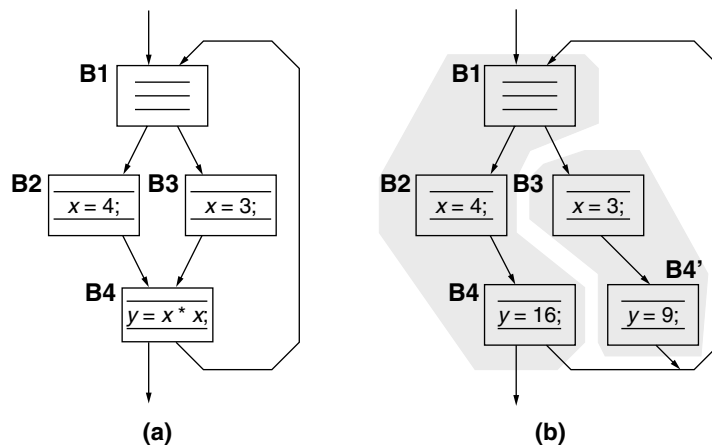 B1
B2
x = 4;
B3
x = 3;
B4
y = x * x;
(a)
B1
B2
x = 4;
B3
x = 3;
B4
y = 16;
B4’
y = 9;
(b)